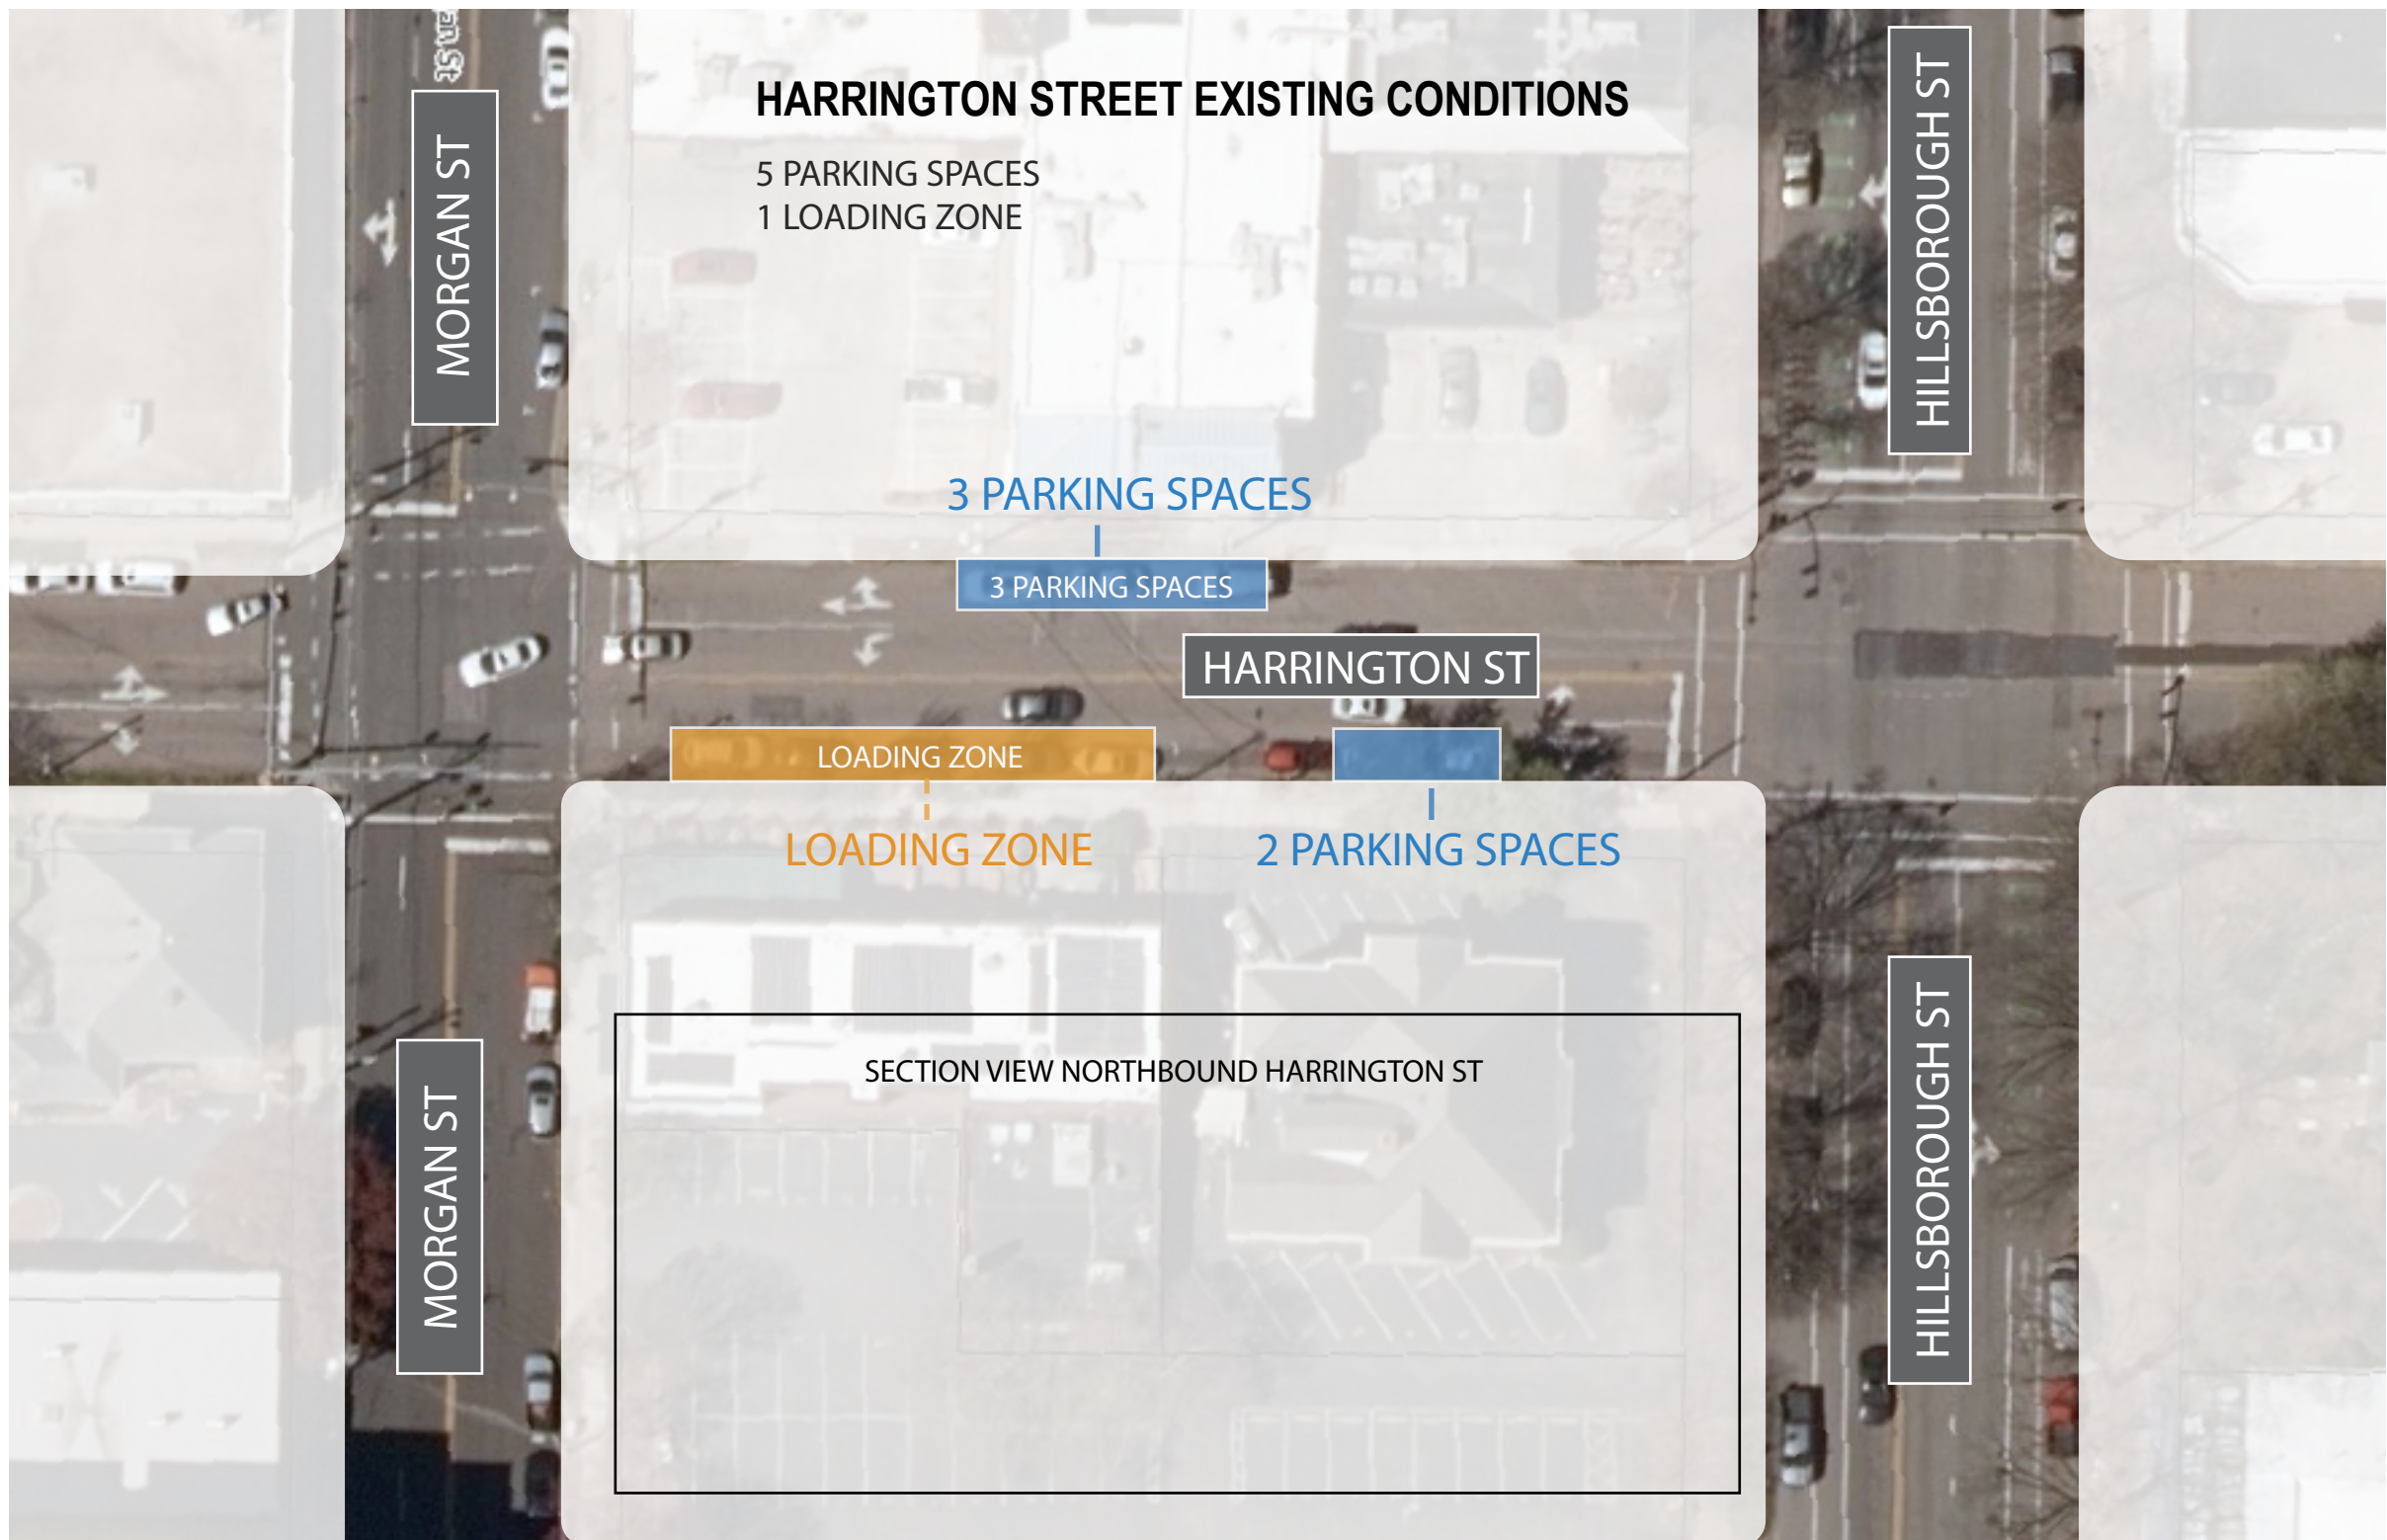 MORGAN ST
HARRINGTON STREET EXISTING CONDITIONS
5 PARKING SPACES
1 LOADING ZONE
HILLSBOROUGH ST
3 PARKING SPACES
3 PARKING SPACES
HARRINGTON ST
LOADING ZONE
LOADING ZONE
2 PARKING SPACES
SECTION VIEW NORTHBOUND HARRINGTON ST
MORGAN ST
HILLSBOROUGH ST